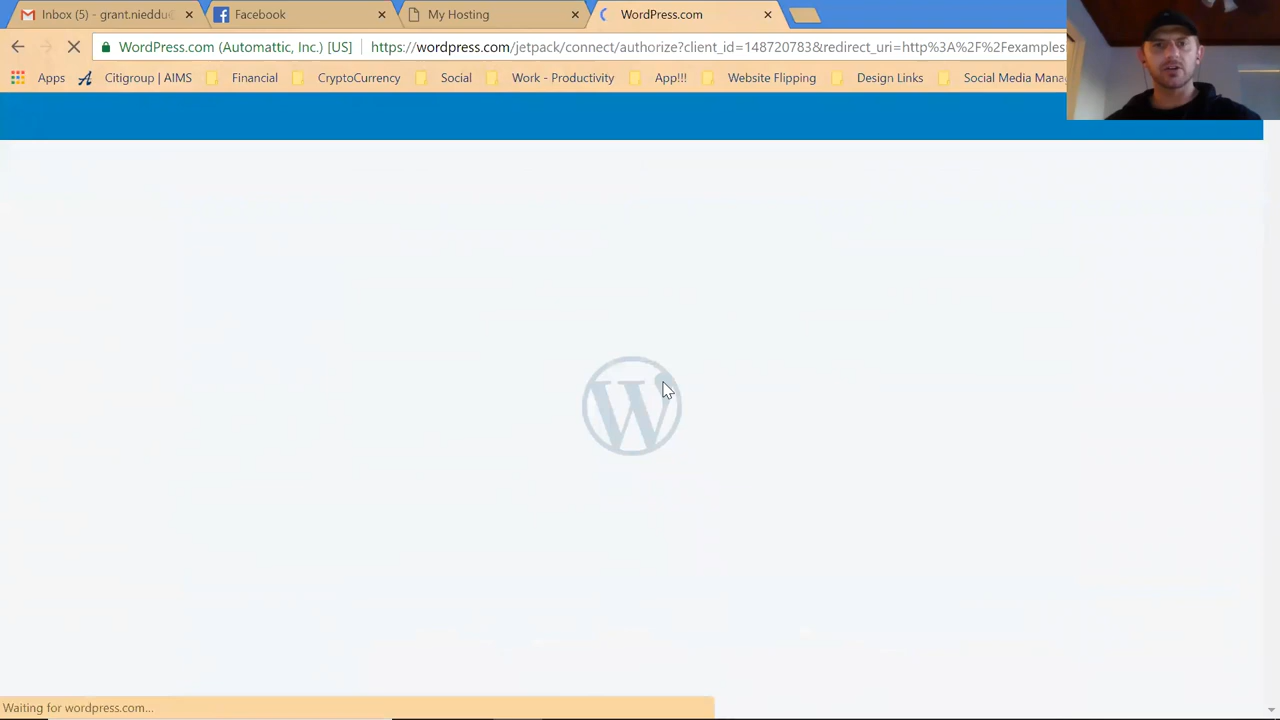 Inbox (5) - grant.nieddu
Facebook
My Hosting
WordPress.com
WordPress.com (Automattic, Inc.) [US]
https://wordpress.com/jetpack/connect/authorize?client_id=148720783&redirect_uri=http%3A%2F%2Fexamples
Apps
Citigroup | AIMS
Financial
CryptoCurrency
Social
Work - Productivity
App!!!
Website Flipping
Design Links
Social Media Mana
W
Waiting for wordpress.com...